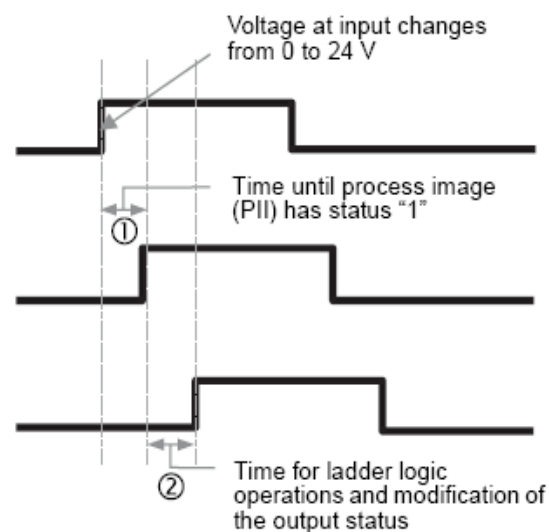 Voltage at input changes
from 0 to 24 V
Time until process image
(PII) has status “1”
①
②
Time for ladder logic
operations and modification of
the output status